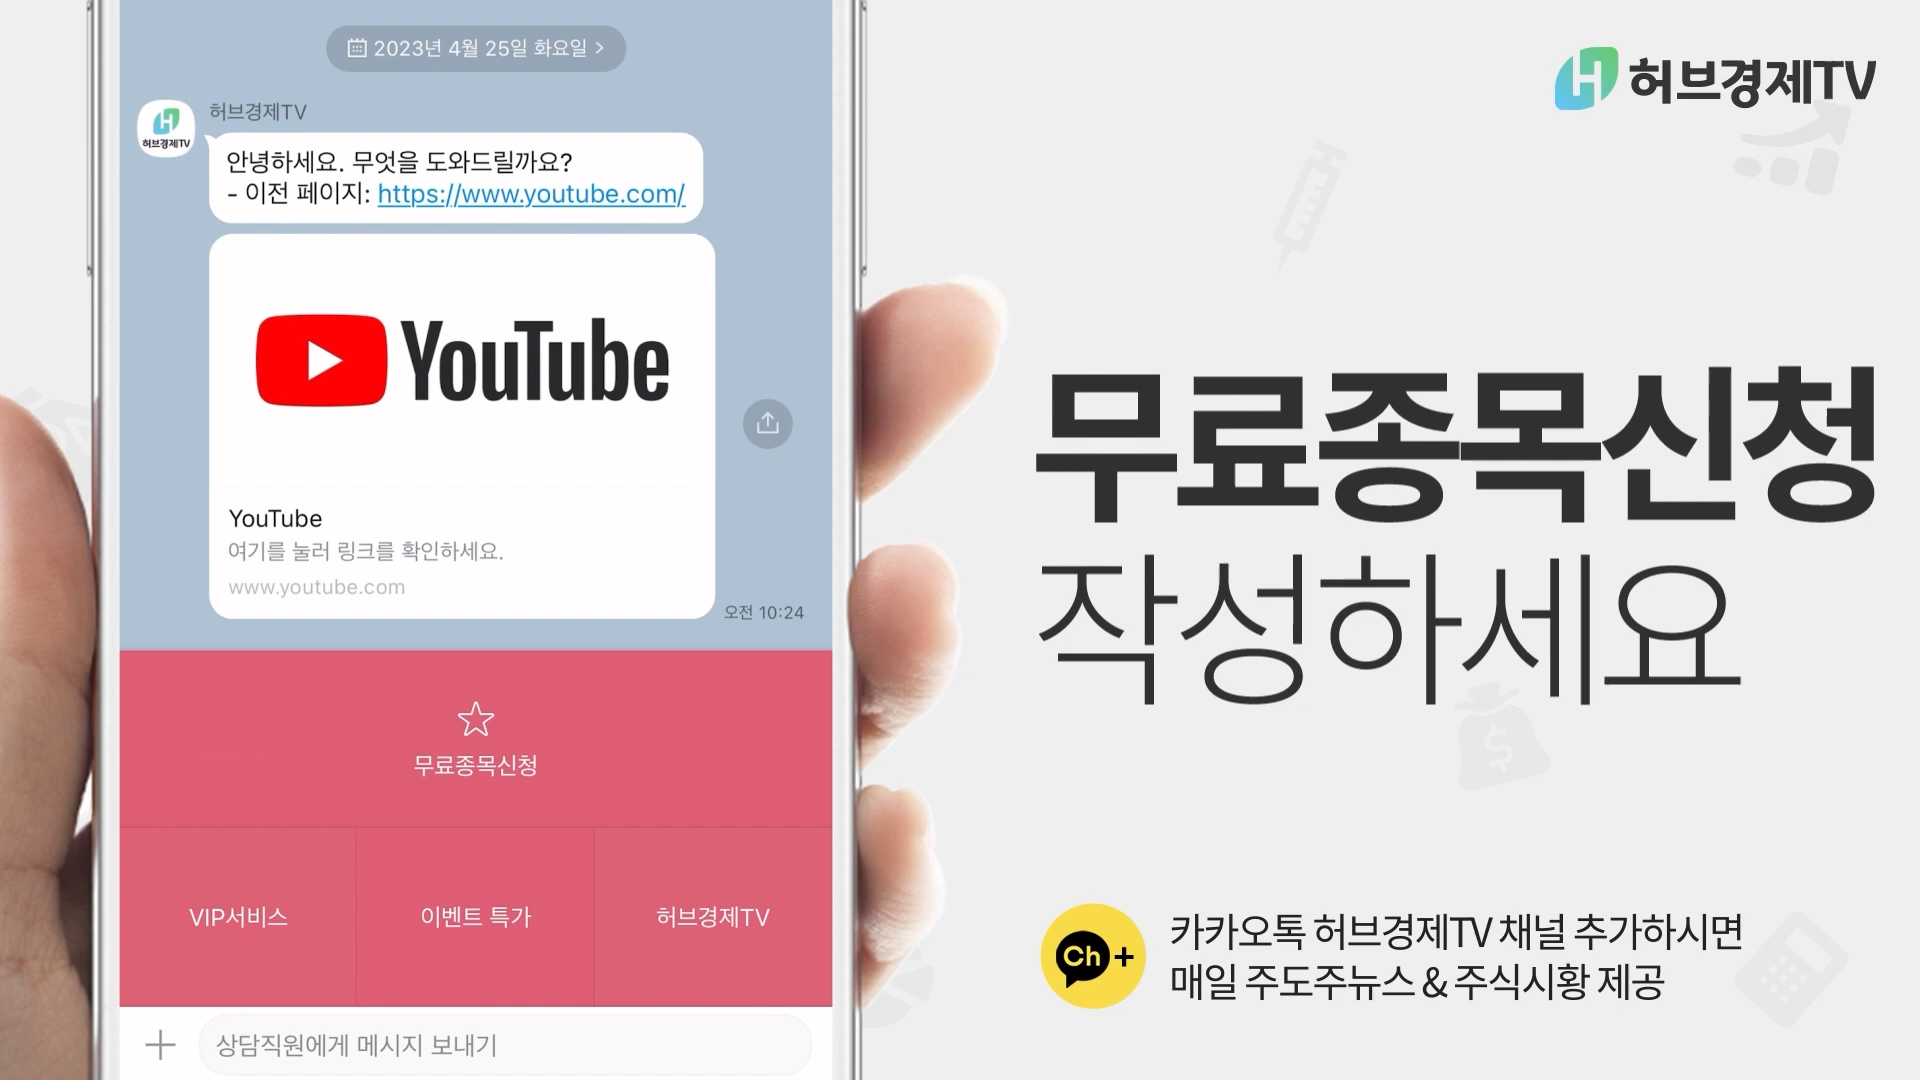 2023년 4월 25일 화요일 >
허브경제TV
허브경제TV
안녕하세요. 무엇을 도와드릴까요?
- 이전 페이지: https://www.youtube.com/
YouTube
YouTube
여기를 눌러 링크를 확인하세요.
www.youtube.com
오전 10:24
무료종목신청
VIP서비스
이벤트 특가
허브경제TV
상담직원에게 메시지 보내기
허브경제TV
무료종목신청
작성하세요
Ch+
카카오톡 허브경제TV 채널 추가하시면
매일 주도주뉴스 & 주식시황 제공